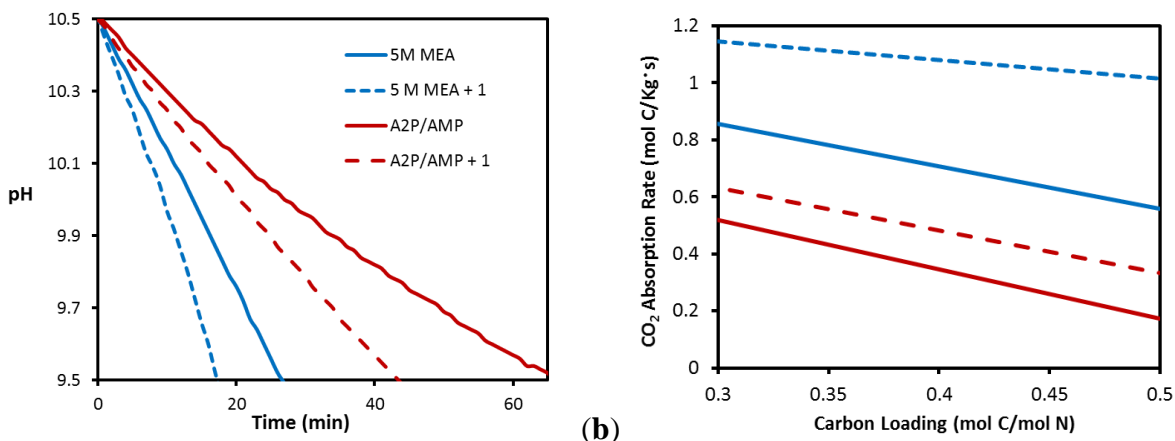 10.5
10.3
10.1
9.9
9.7
9.5
pH
0
20
40
60
Time (min)
5M MEA
5 M MEA + 1
A2P/AMP
A2P/AMP + 1
(b)
1.2
1
0.8
0.6
0.4
0.2
0
CO₂ Absorption Rate (mol C/Kg·s)
0.3
0.35
0.4
0.45
0.5
Carbon Loading (mol C/mol N)